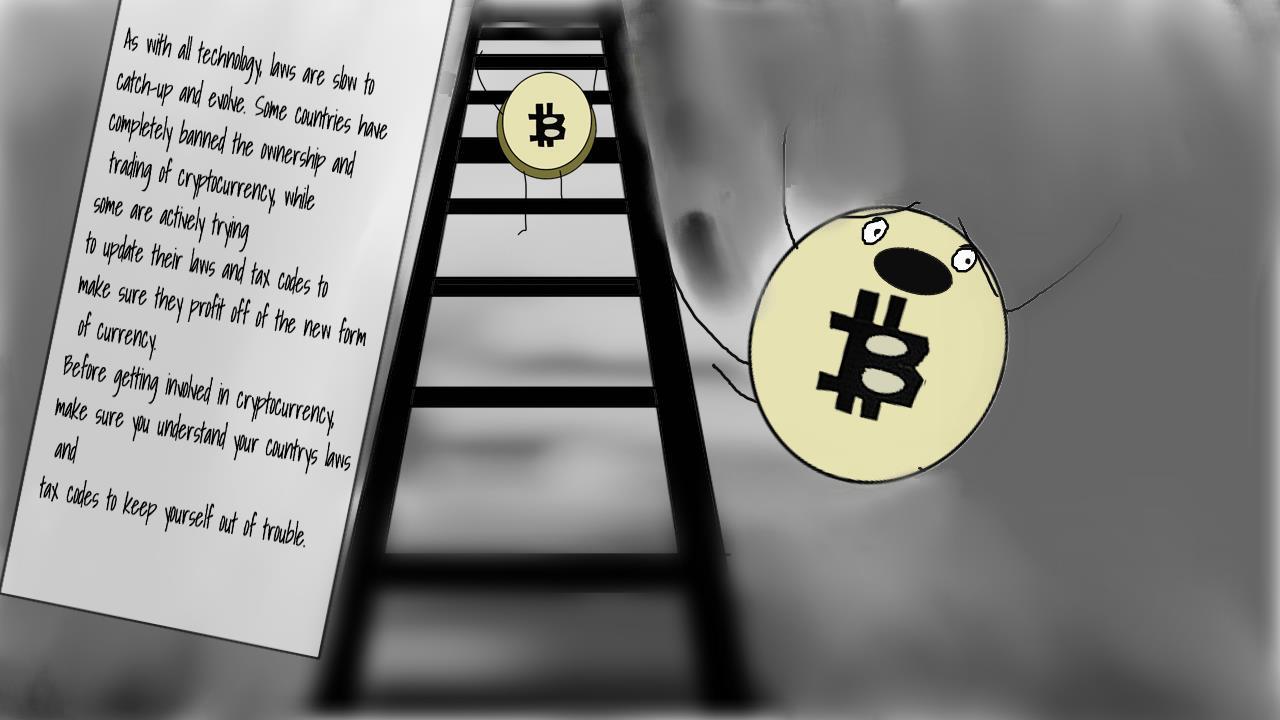 As with all technology, laws are slow to
catch-up and evolve. Some countries have
completely banned the ownership and
trading of cryptocurrency, while
some are actively trying
to update their laws and tax codes to
make sure they profit off of the new form
of currency.
Before getting involved in cryptocurrency,
make sure you understand your countrys laws
and
tax codes to keep yourself out of trouble.